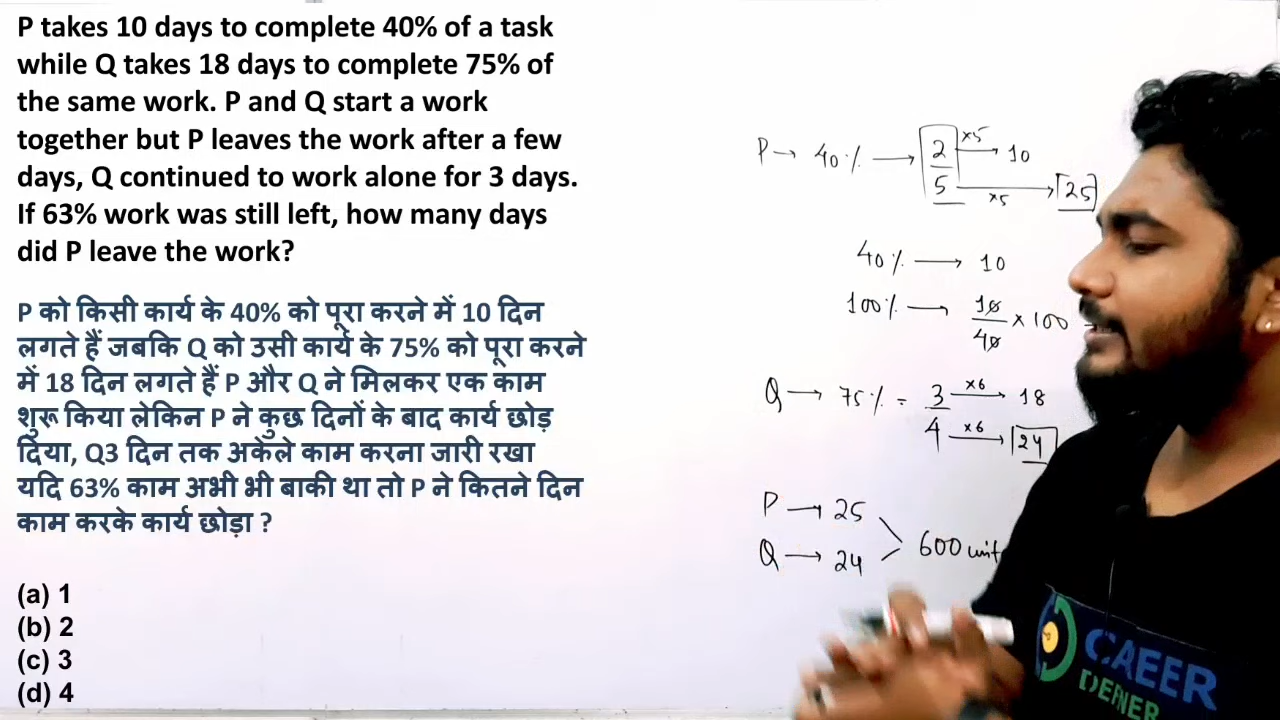 P takes 10 days to complete 40% of a task
while Q takes 18 days to complete 75% of
the same work. P and Q start a work
together but P leaves the work after a few
days, Q continued to work alone for 3 days.
If 63% work was still left, how many days
did P leave the work?
P को किसी कार्य के 40% को पूरा करने में 10 दिन
लगते हैं जबकि Q को उसी कार्य के 75% को पूरा करने
में 18 दिन लगते हैं P और Q ने मिलकर एक काम
शुरू किया लेकिन P ने कुछ दिनों के बाद कार्य छोड़
दिया, Q3 दिन तक अकेले काम करना जारी रखा
यदि 63% काम अभी भी बाकी था तो P ने कितने दिन
काम करके कार्य छोड़ा ?
(a) 1
(b) 2
(c) 3
(d) 4
P → 40% → 2/5 ×5 → 10
×5 → 25
40% → 10
100% → 10/40 × 100
Q → 75% = 3/4 ×6 → 18
×6 → 24
P → 25
Q → 24
600 unit
CAEER
DEFINER